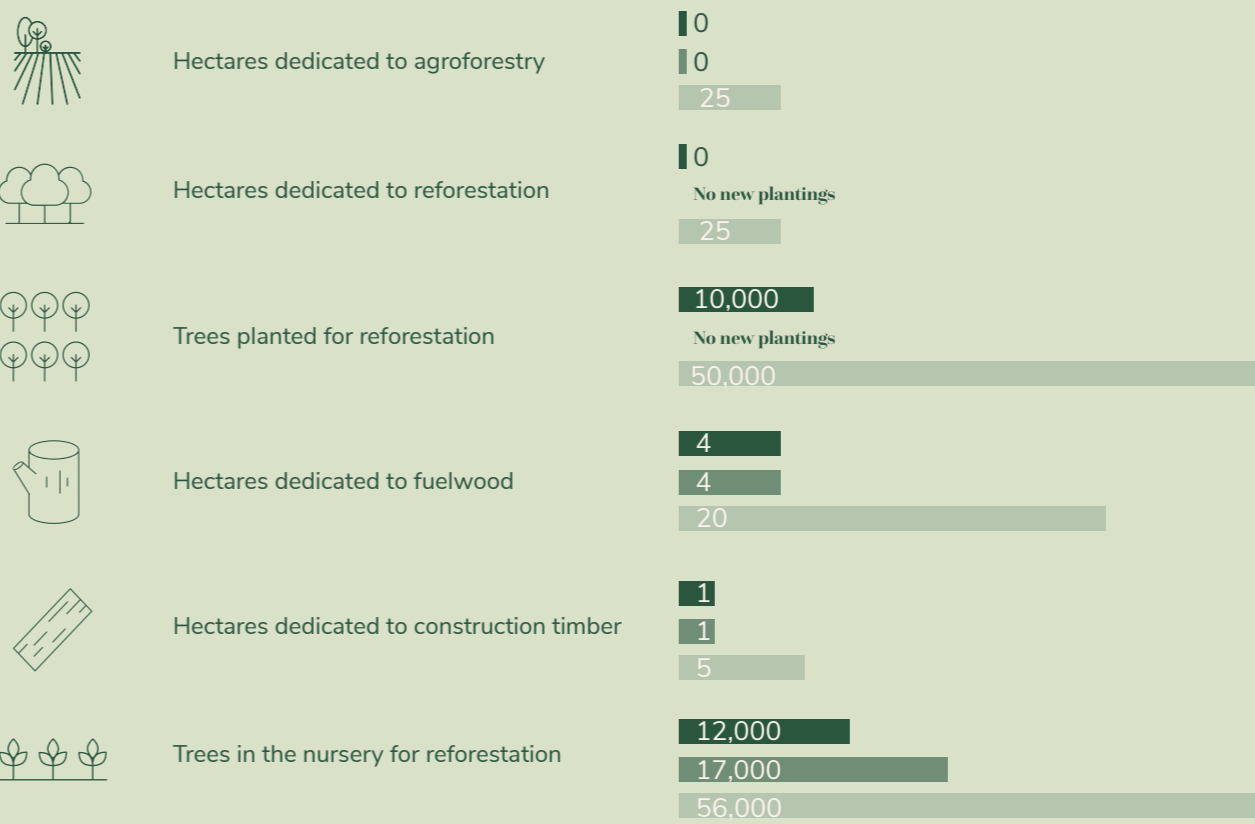 Hectares dedicated to agroforestry
0
0
25
Hectares dedicated to reforestation
0
No new plantings
25
Trees planted for reforestation
10,000
No new plantings
50,000
Hectares dedicated to fuelwood
4
4
20
Hectares dedicated to construction timber
1
1
5
Trees in the nursery for reforestation
12,000
17,000
56,000